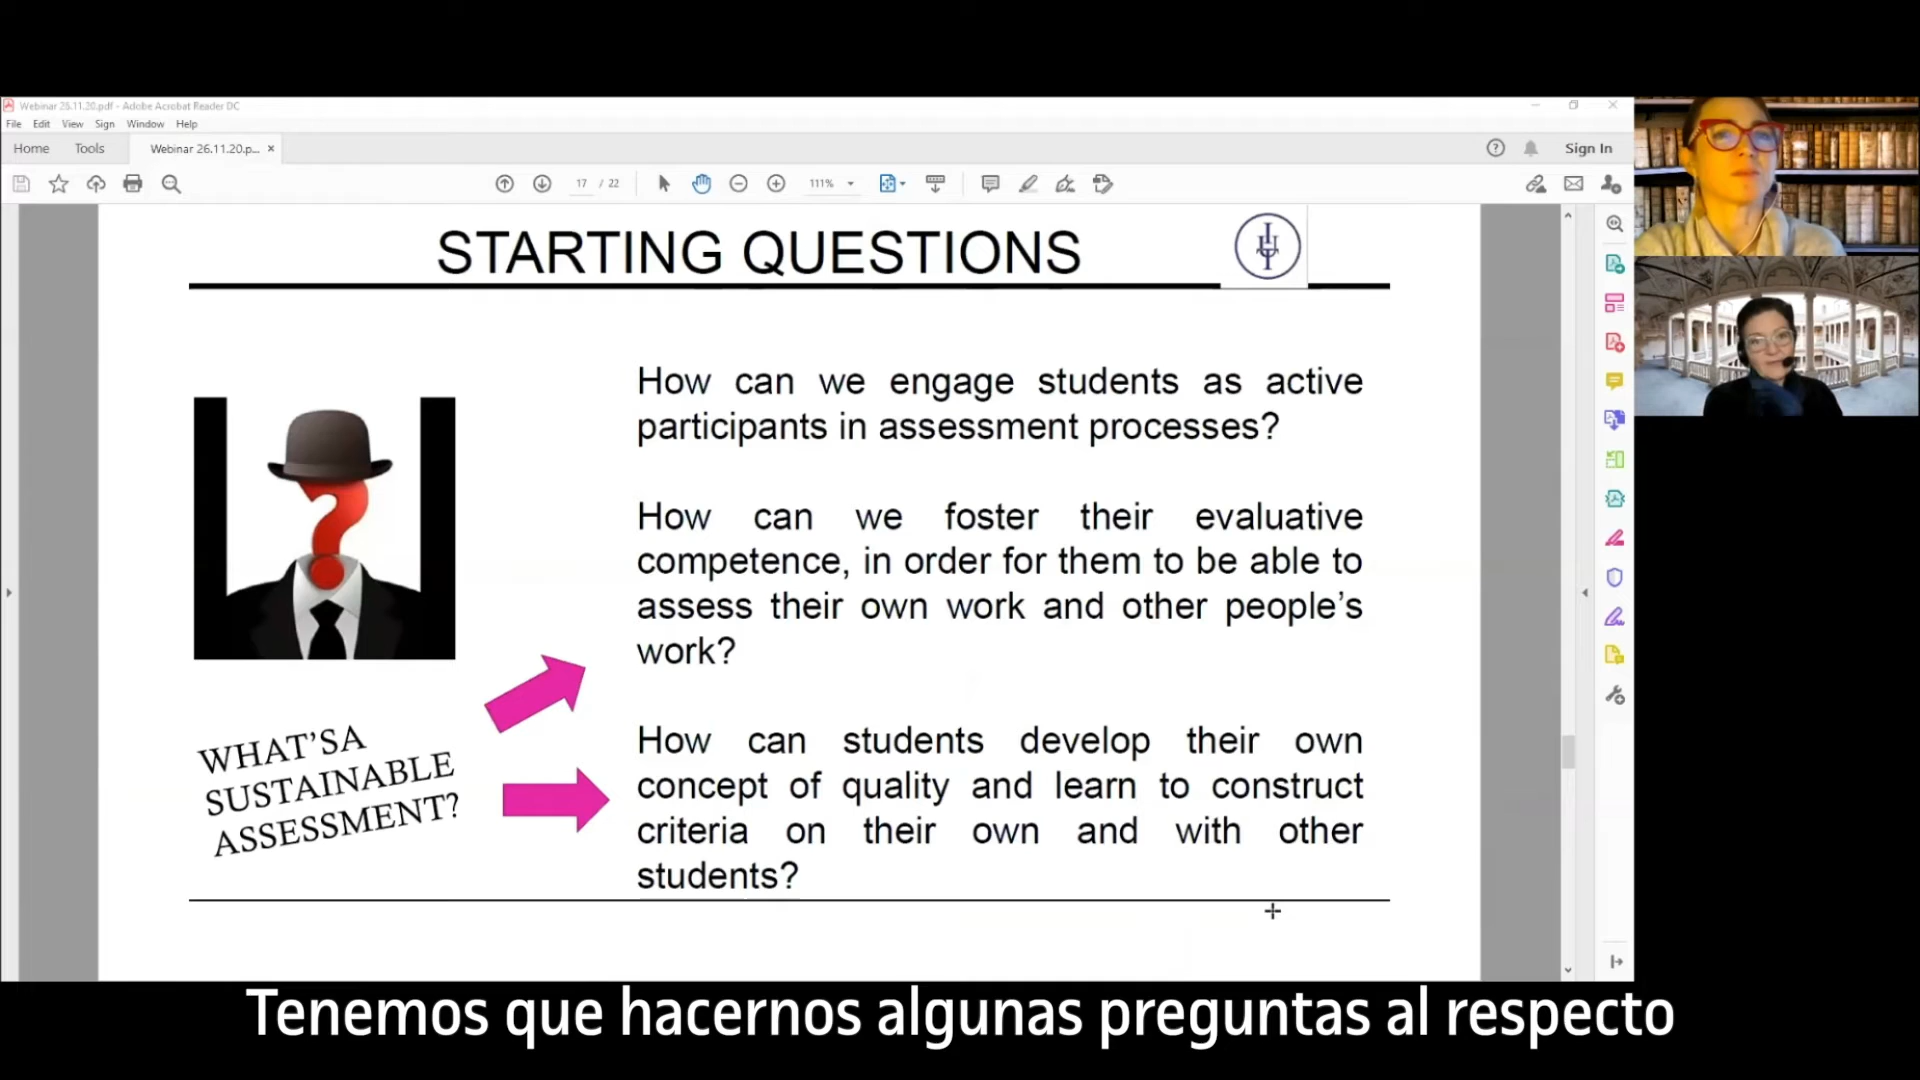 Webinar 26.11.20.pdf - Adobe Acrobat Reader DC
File Edit View Sign Window Help
Home Tools Webinar 26.11.20.p... × Sign In
17 / 22 111%
STARTING QUESTIONS
How can we engage students as active
participants in assessment processes?
How can we foster their evaluative
competence, in order for them to be able to
assess their own work and other people's
work?
WHAT'SA
SUSTAINABLE
ASSESSMENT?
How can students develop their own
concept of quality and learn to construct
criteria on their own and with other
students?
Tenemos que hacernos algunas preguntas al respecto